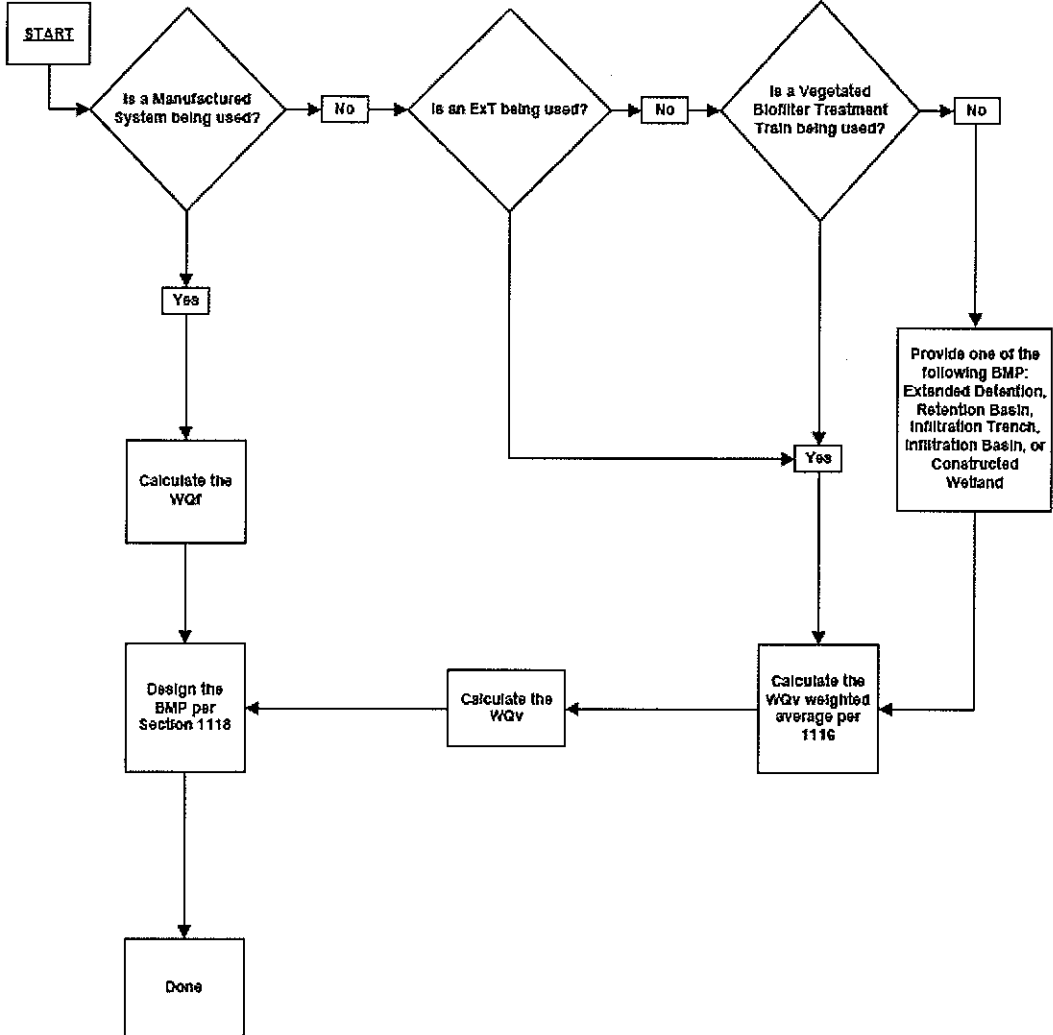 START
Is a Manufactured
System being used?
No
Is an ExT being used?
No
Is a Vegetated
Biofilter Treatment
Train being used?
No
Yes
Provide one of the
following BMP:
Extended Detention,
Retention Basin,
Infiltration Trench,
Infiltration Basin, or
Constructed
Wetland
Yes
Calculate the
WQf
Design the
BMP per
Section 1118
Calculate the
WQv
Calculate the
WQv weighted
average per
1116
Done